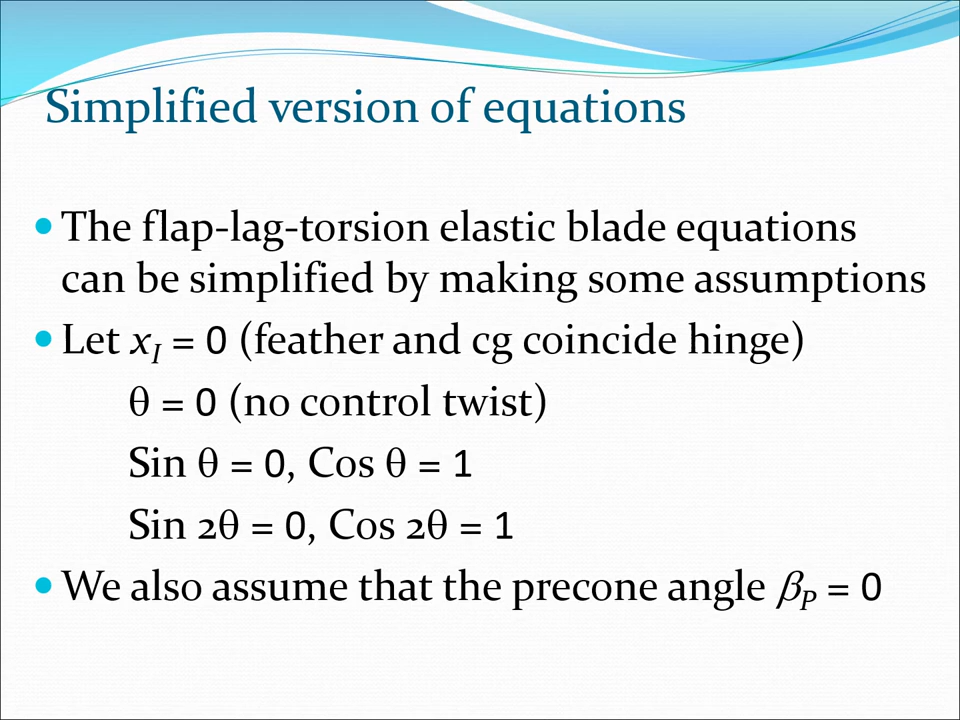 Simplified version of equations
• The flap-lag-torsion elastic blade equations
can be simplified by making some assumptions
• Let x_I = 0 (feather and cg coincide hinge)
θ = 0 (no control twist)
Sin θ = 0, Cos θ = 1
Sin 2θ = 0, Cos 2θ = 1
• We also assume that the precone angle β_P = 0